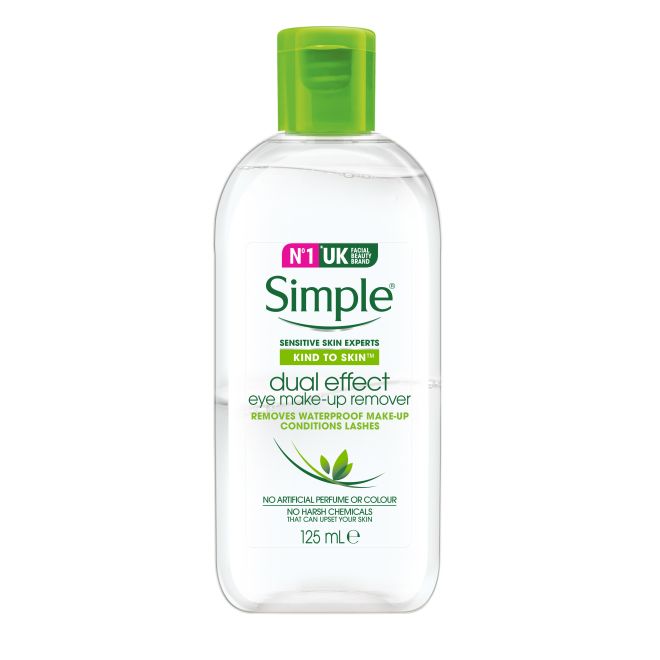 Nº1 *UK FACIAL BEAUTY BRAND
Simple®
SENSITIVE SKIN EXPERTS
KIND TO SKIN™
dual effect
eye make-up remover
REMOVES WATERPROOF MAKE-UP
CONDITIONS LASHES
NO ARTIFICIAL PERFUME OR COLOUR
NO HARSH CHEMICALS
THAT CAN UPSET YOUR SKIN
125 mL ℮